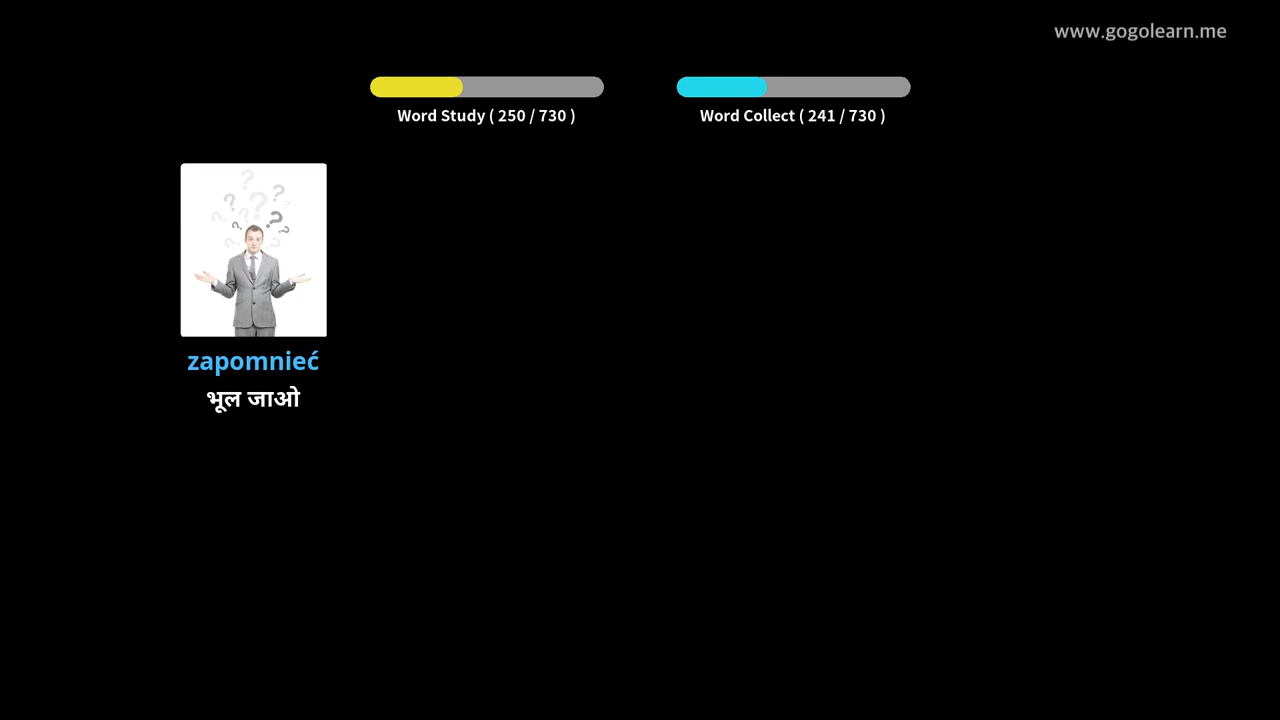 www.gogolearn.me
Word Study ( 250 / 730 )
Word Collect ( 241 / 730 )
zapomnieć
भूल जाओ